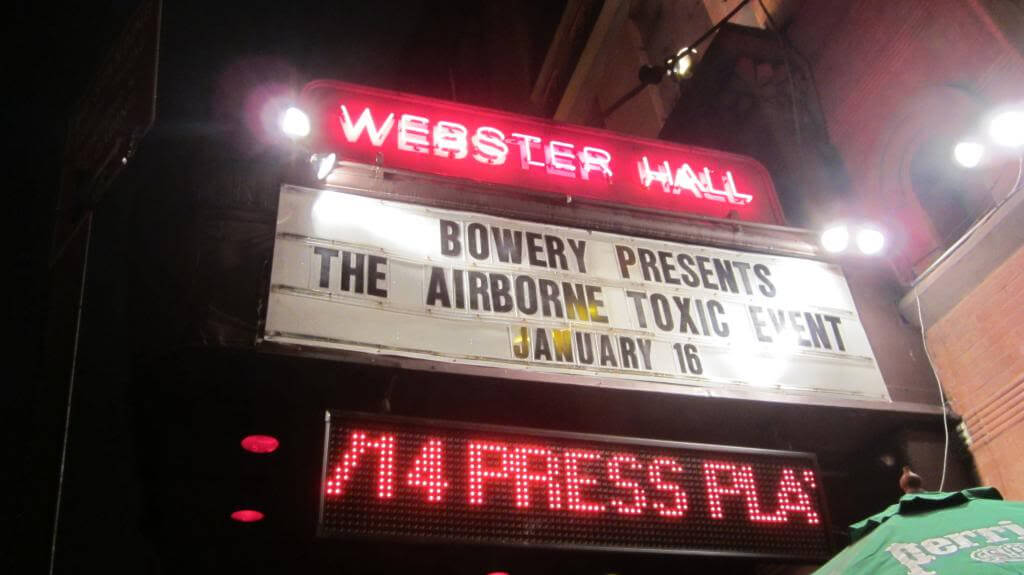 WEBSTER HALL
BOWERY PRESENTS
THE AIRBORNE TOXIC EVENT
JANUARY 16
/14 PRESS PLA